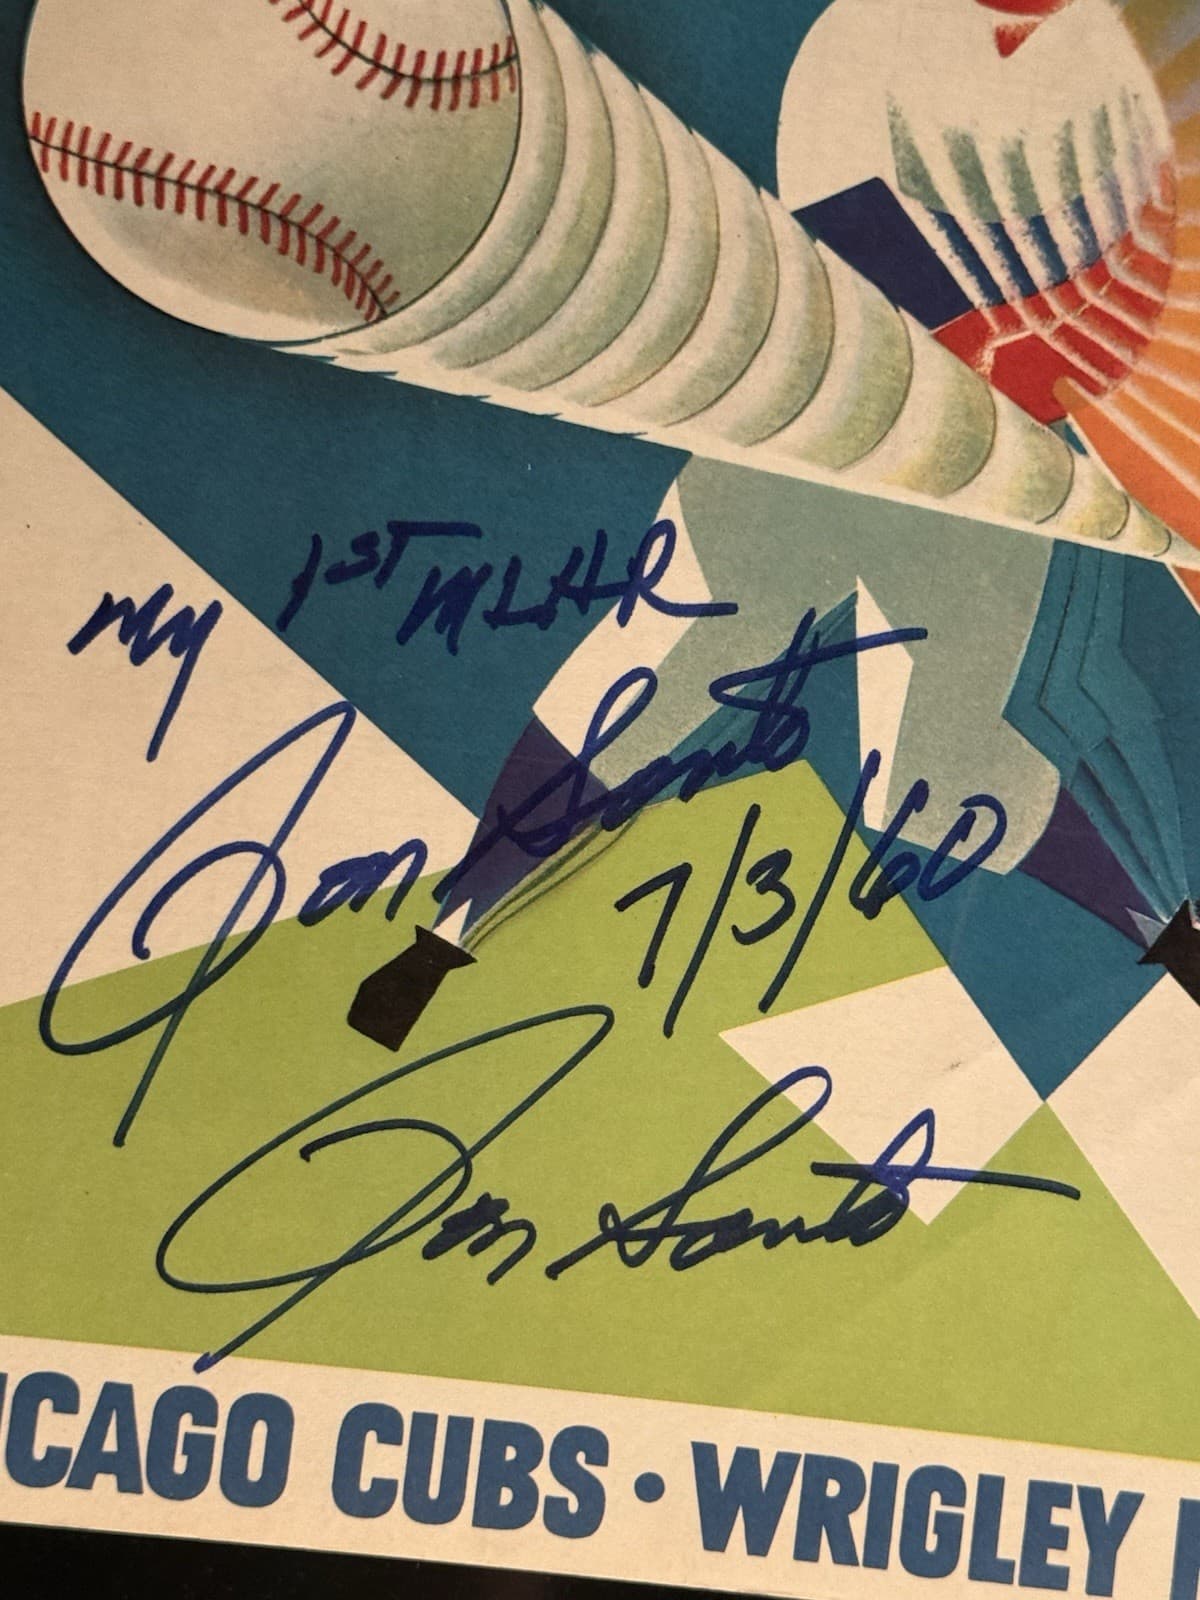 my 1ST MLHR
Ron Santo
7/3/60
Ron Santo
ICAGO CUBS • WRIGLEY